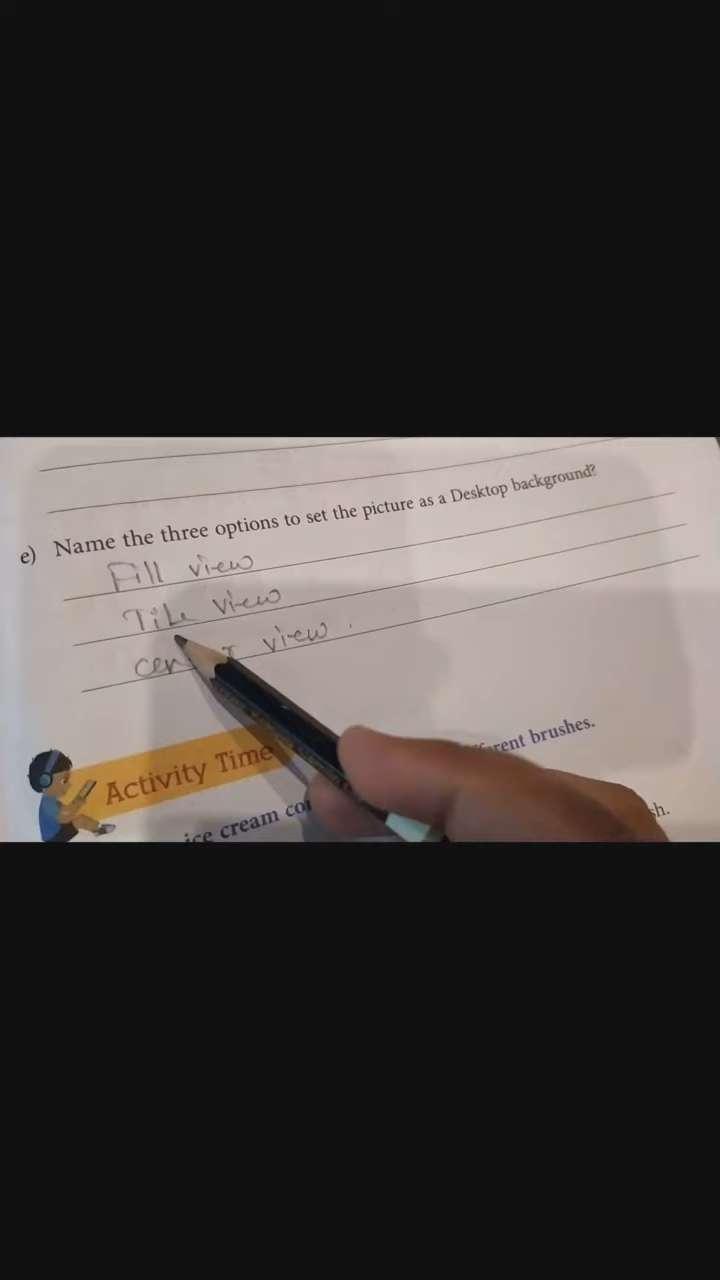 e) Name the three options to set the picture as a Desktop background?
Fill view
Tile view
view.
Activity Time
brushes.
ice cream